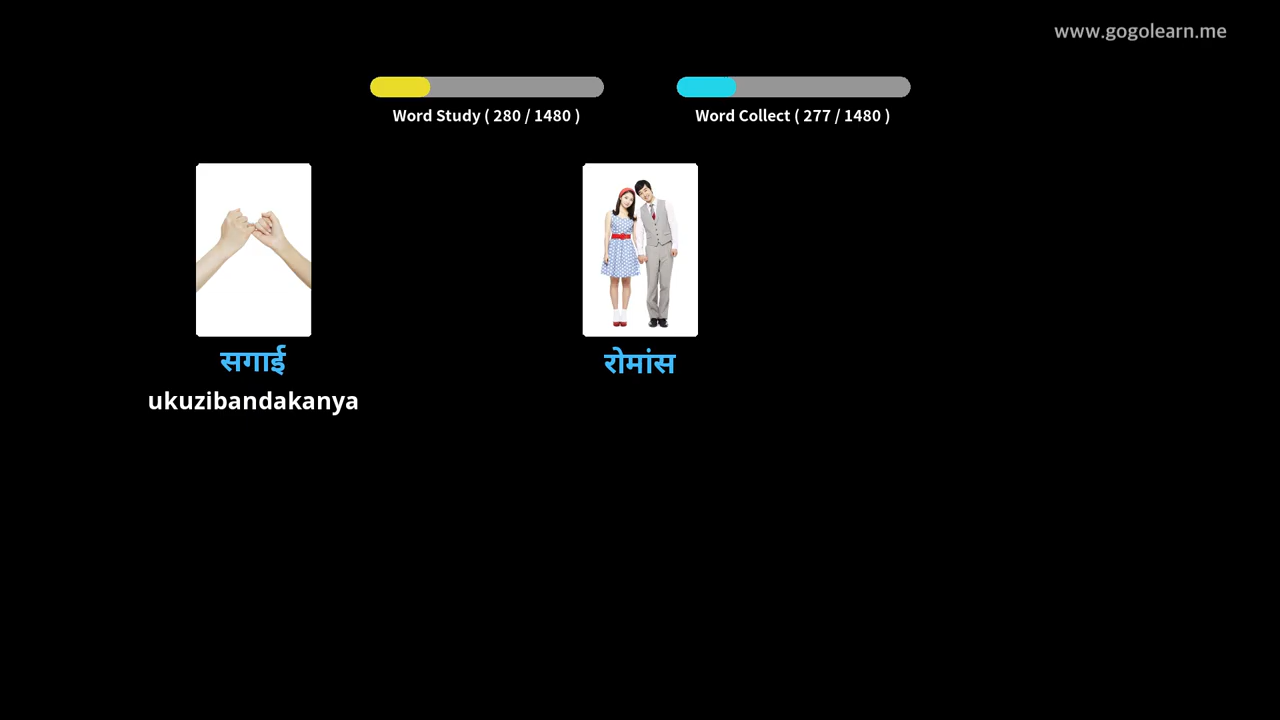 www.gogolearn.me
Word Study ( 280 / 1480 )
Word Collect ( 277 / 1480 )
सगाई
रोमांस
ukuzibandakanya